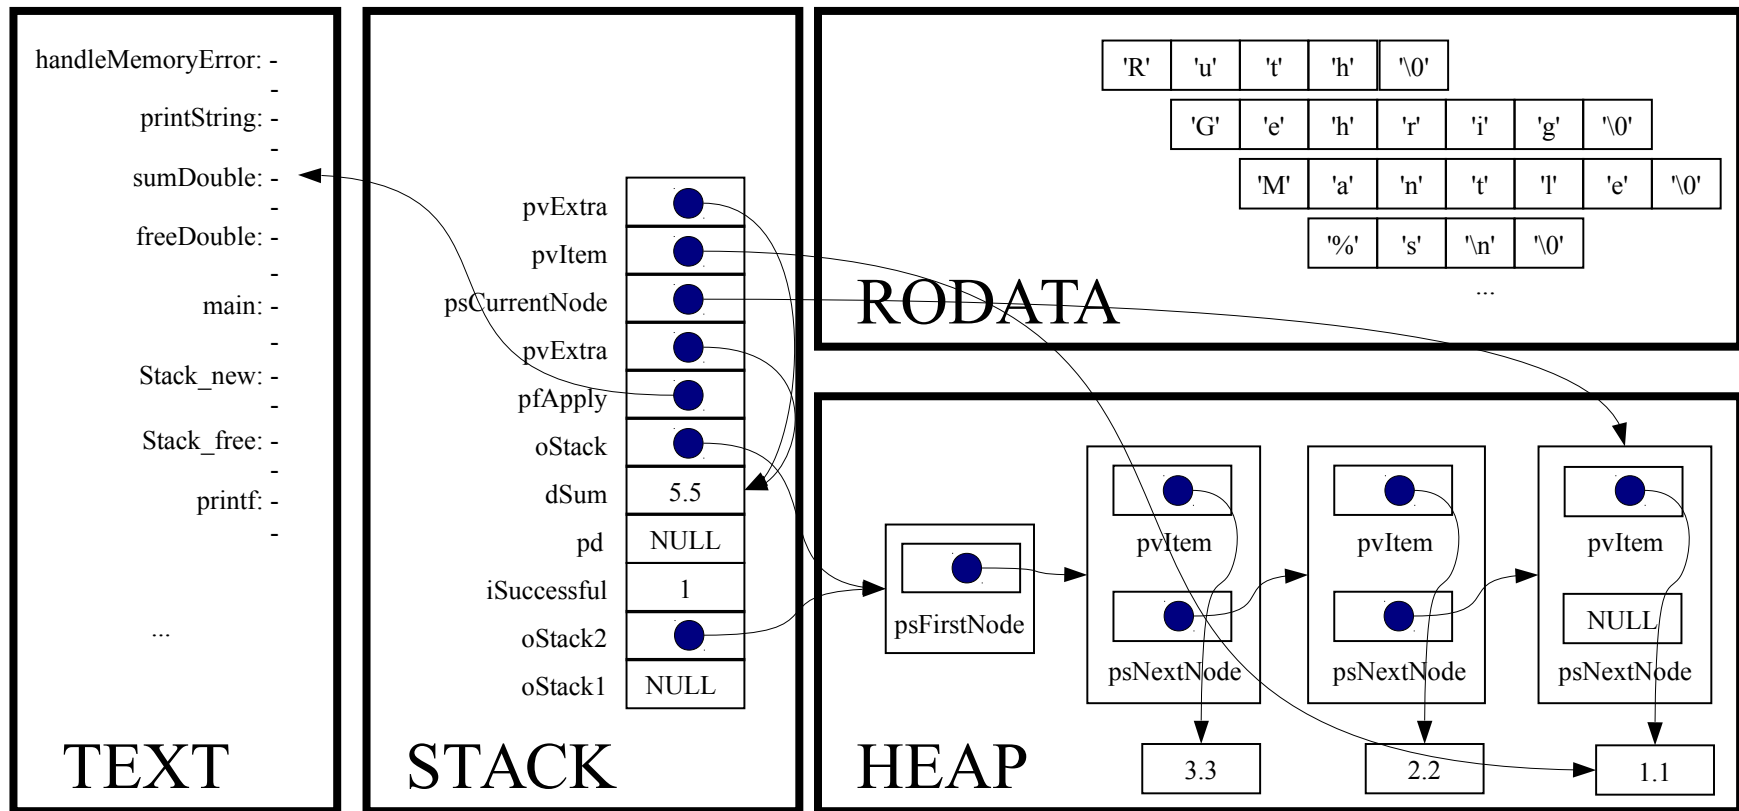 handleMemoryError: -
-
printString: -
-
sumDouble: -
-
freeDouble: -
-
main: -
-
Stack_new: -
-
Stack_free: -
-
printf: -
-
...
TEXT
pvExtra
pvItem
psCurrentNode
pvExtra
pfApply
oStack
dSum 5.5
pd NULL
iSuccessful 1
oStack2
oStack1 NULL
STACK
'R' 'u' 't' 'h' '\0'
'G' 'e' 'h' 'r' 'i' 'g' '\0'
'M' 'a' 'n' 't' 'l' 'e' '\0'
'%' 's' '\n' '\0'
...
RODATA
psFirstNode
pvItem
psNextNode
pvItem
psNextNode
pvItem
NULL
psNextNode
3.3
2.2
1.1
HEAP